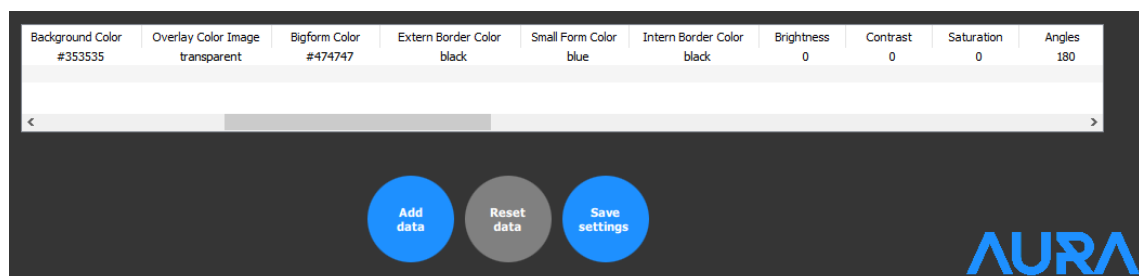 Background Color Overlay Color Image Bigform Color Extern Border Color Small Form Color Intern Border Color Brightness Contrast Saturation Angles
#353535 transparent #474747 black blue black 0 0 0 180
Add
data
Reset
data
Save
settings
AURA